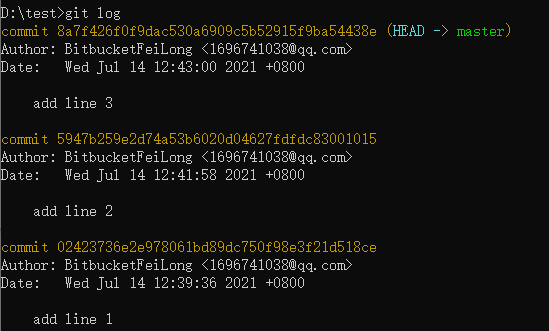 D:\test>git log
commit 8a7f426f0f9dac530a6909c5b52915f9ba54438e (HEAD -> master)
Author: BitbucketFeiLong <1696741038@qq.com>
Date:   Wed Jul 14 12:43:00 2021 +0800
    add line 3
commit 5947b259e2d74a53b6020d04627fdfdc83001015
Author: BitbucketFeiLong <1696741038@qq.com>
Date:   Wed Jul 14 12:41:58 2021 +0800
    add line 2
commit 02423736e2e978061bd89dc750f98e3f21d518ce
Author: BitbucketFeiLong <1696741038@qq.com>
Date:   Wed Jul 14 12:39:36 2021 +0800
    add line 1